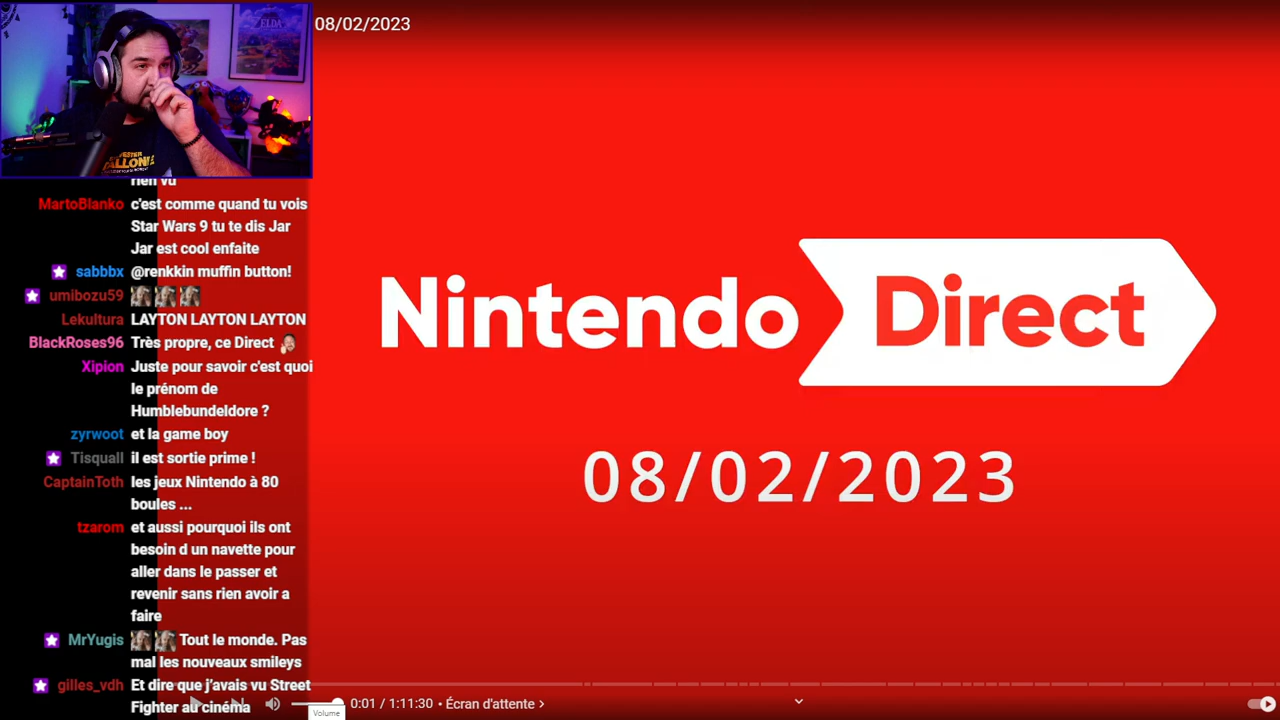 08/02/2023
ZELDA
rien vu
MartoBlanko c'est comme quand tu vois
Star Wars 9 tu te dis Jar
Jar est cool enfaite
sabbbx @renkkin muffin button!
umibozu59
Lekultura LAYTON LAYTON LAYTON
BlackRoses96 Très propre, ce Direct
Xipion Juste pour savoir c'est quoi
le prénom de
Humblebundeldore ?
zyrwoot et la game boy
Tisquall il est sortie prime !
CaptainToth les jeux Nintendo à 80
boules ...
tzarom et aussi pourquoi ils ont
besoin d un navette pour
aller dans le passer et
revenir sans rien avoir a
faire
MrYugis Tout le monde. Pas
mal les nouveaux smileys
gilles_vdh Et dire que j'avais vu Street
Fighter au cinéma
Nintendo Direct
08/02/2023
0:01 / 1:11:30 • Écran d'attente >
Volume